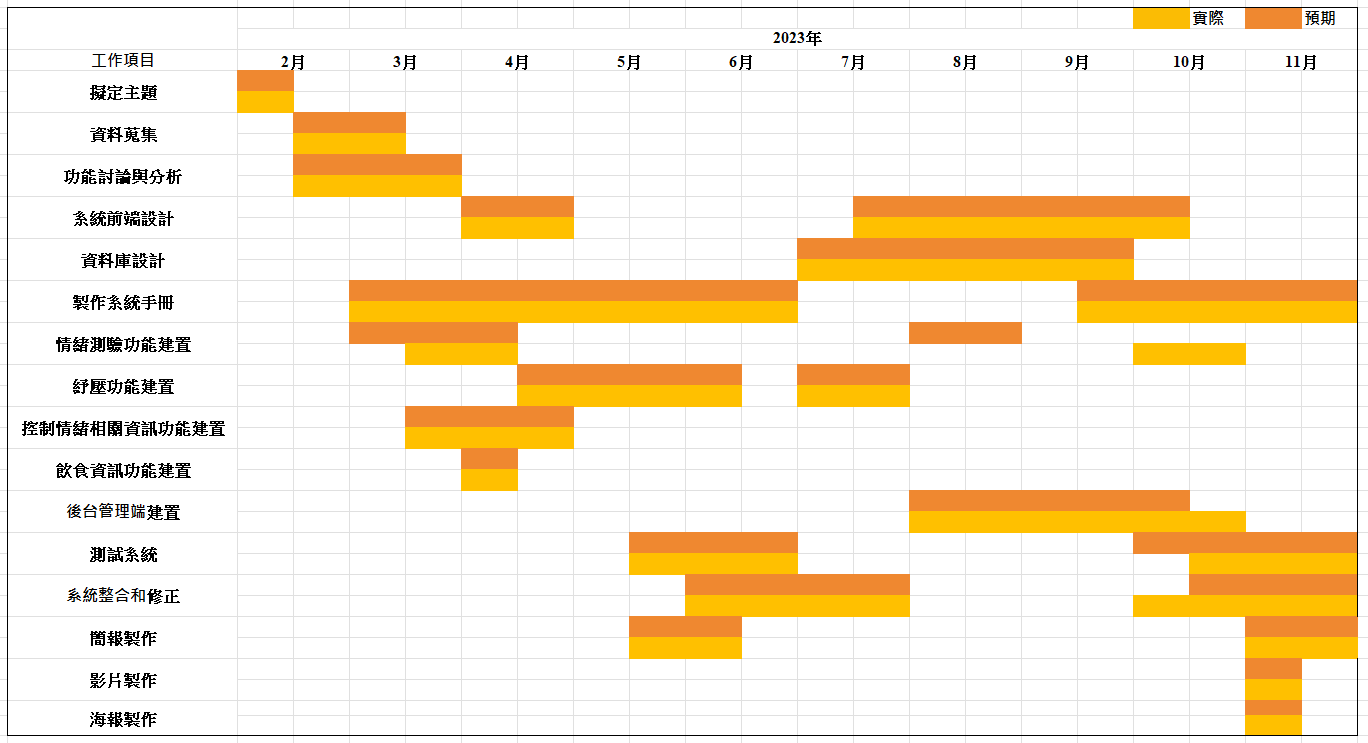 實際 預期
2023年
工作項目 2月 3月 4月 5月 6月 7月 8月 9月 10月 11月
擬定主題
資料蒐集
功能討論與分析
系統前端設計
資料庫設計
製作系統手冊
情緒測驗功能建置
紓壓功能建置
控制情緒相關資訊功能建置
飲食資訊功能建置
後台管理端建置
測試系統
系統整合和修正
簡報製作
影片製作
海報製作